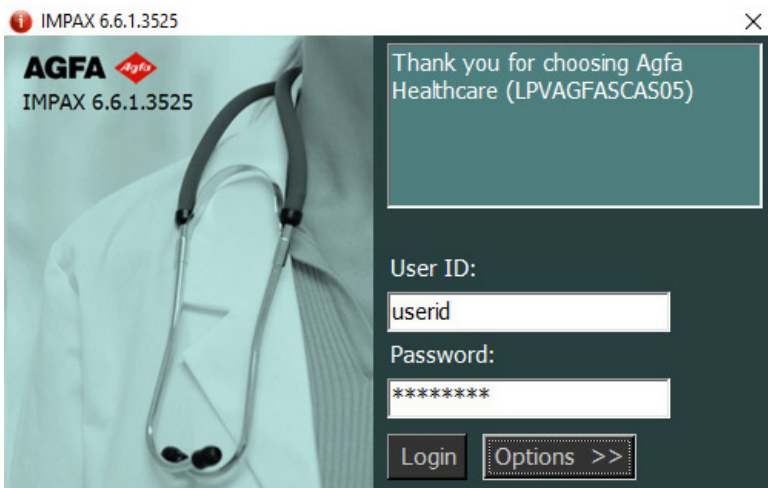 IMPAX 6.6.1.3525
AGFA Agfa
IMPAX 6.6.1.3525
Thank you for choosing Agfa
Healthcare (LPVAGFASCAS05)
User ID:
userid
Password:
********
Login Options >>